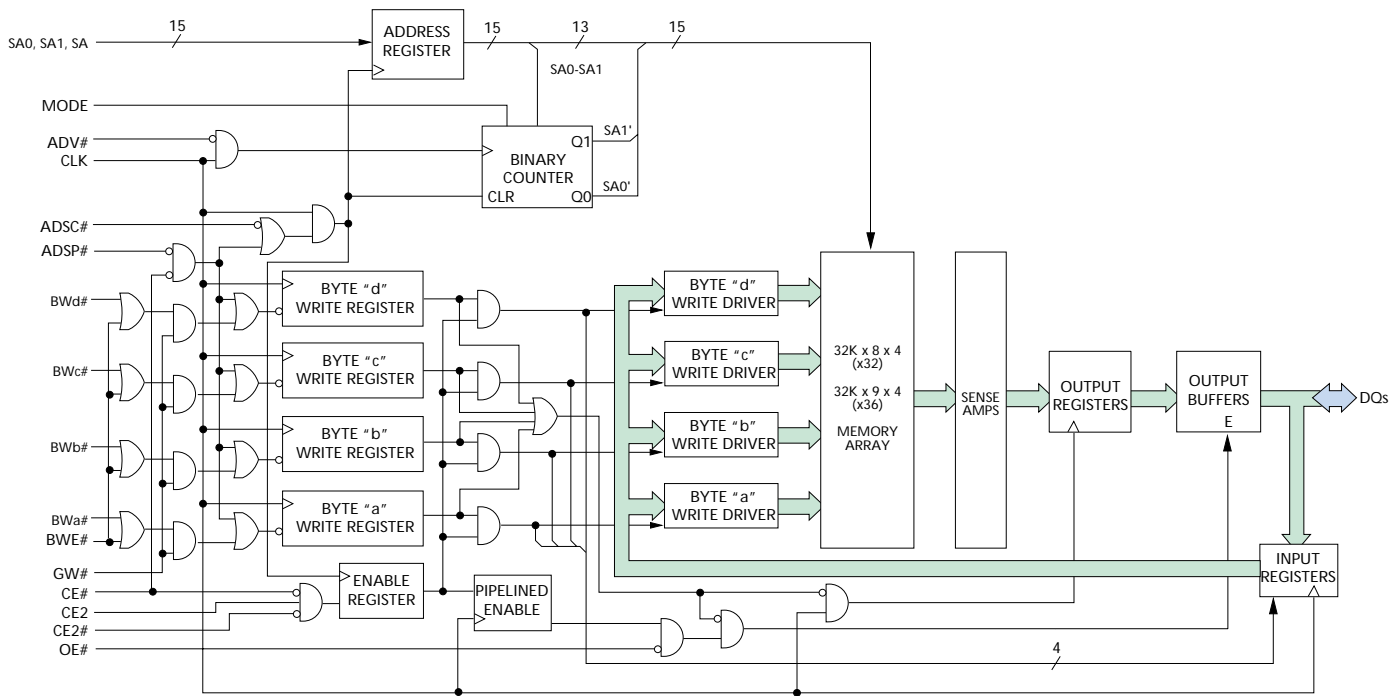 SA0, SA1, SA
15
ADDRESS
REGISTER
15
13
15
SA0-SA1
MODE
ADV#
CLK
BINARY
COUNTER
CLR
Q1
Q0
SA1'
SA0'
ADSC#
ADSP#
BWd#
BWc#
BWb#
BWa#
BWE#
GW#
CE#
CE2
CE2#
OE#
BYTE “d”
WRITE REGISTER
BYTE “c”
WRITE REGISTER
BYTE “b”
WRITE REGISTER
BYTE “a”
WRITE REGISTER
ENABLE
REGISTER
PIPELINED
ENABLE
BYTE “d”
WRITE DRIVER
BYTE “c”
WRITE DRIVER
BYTE “b”
WRITE DRIVER
BYTE “a”
WRITE DRIVER
32K x 8 x 4
(x32)
32K x 9 x 4
(x36)
MEMORY
ARRAY
SENSE
AMPS
OUTPUT
REGISTERS
OUTPUT
BUFFERS
E
DQs
INPUT
REGISTERS
4